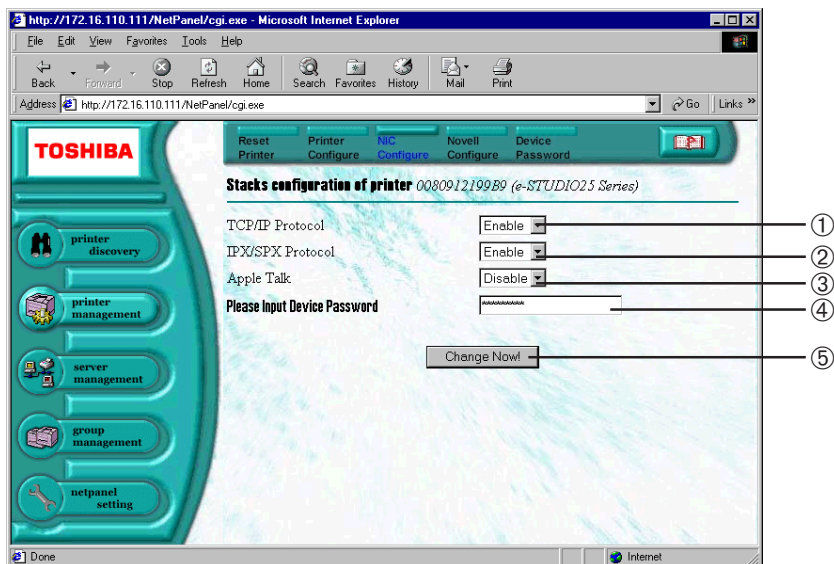 http://172.16.110.111/NetPanel/cgi.exe - Microsoft Internet Explorer
File Edit View Favorites Tools Help
Back Forward Stop Refresh Home Search Favorites History Mail Print
Address http://172.16.110.111/NetPanel/cgi.exe Go Links »
TOSHIBA
Reset Printer
Printer Configure
NIC Configure
Novell Configure
Device Password
Stacks configuration of printer 0080912199B9 (e-STUDIO25 Series)
TCP/IP Protocol Enable ①
IPX/SPX Protocol Enable ②
Apple Talk Disable ③
Please Input Device Password ********* ④
Change Now! ⑤
printer discovery
printer management
server management
group management
netpanel setting
Done Internet